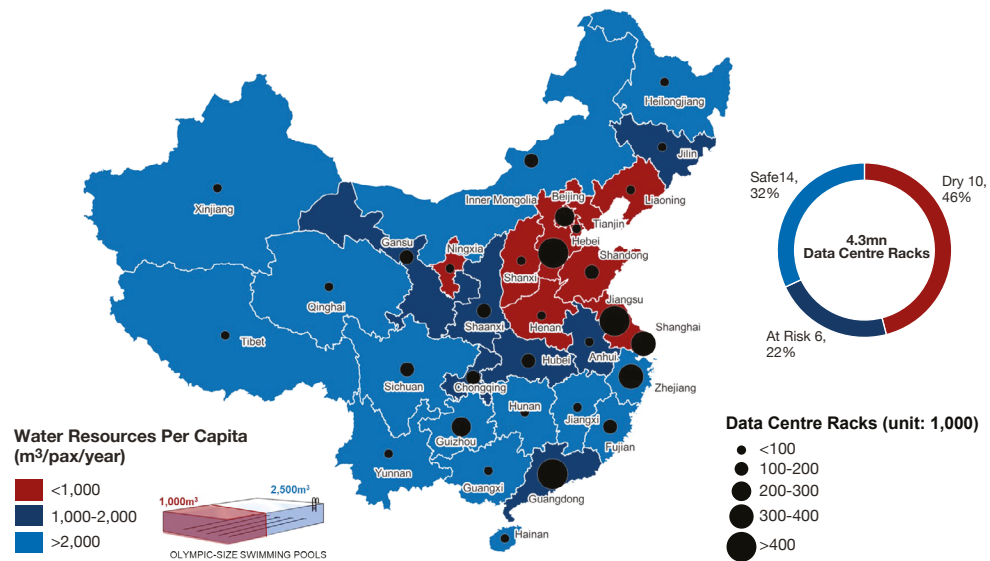 Heilongjiang
Jilin
Inner Mongolia
Beijing
Liaoning
Tianjin
Xinjiang
Gansu
Ningxia
Hebei
Shandong
Shanxi
Qinghai
Jiangsu
Shaanxi
Henan
Shanghai
Tibet
Hubei
Anhui
Sichuan
Chongqing
Zhejiang
Hunan
Jiangxi
Guizhou
Fujian
Yunnan
Guangxi
Guangdong
Hainan
Safe14,
32%
Dry 10,
46%
4.3mn
Data Centre Racks
At Risk 6,
22%
Water Resources Per Capita
(m³/pax/year)
<1,000
1,000-2,000
>2,000
1,000m³
2,500m³
OLYMPIC-SIZE SWIMMING POOLS
Data Centre Racks (unit: 1,000)
<100
100-200
200-300
300-400
>400